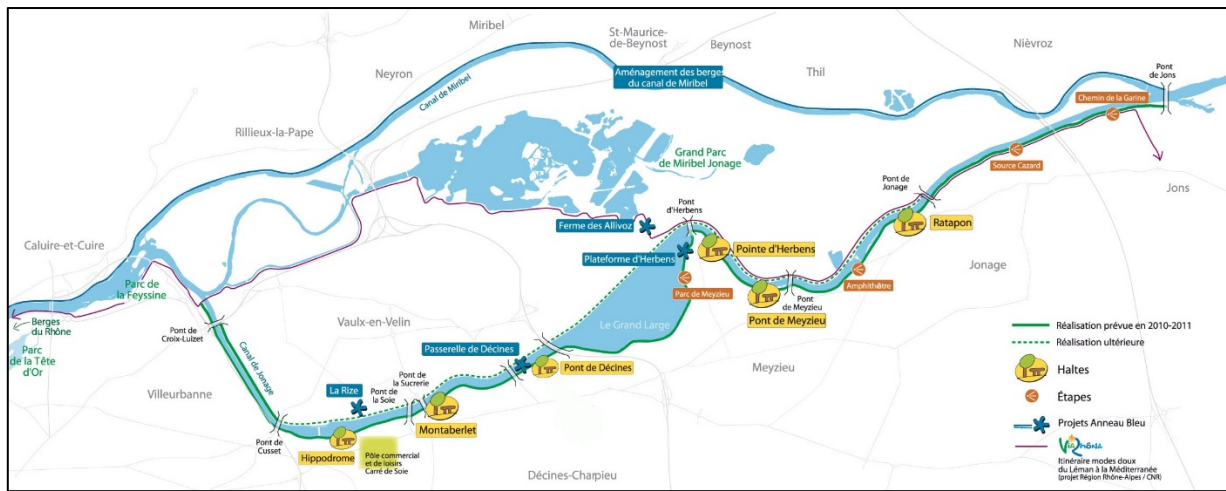 Miribel
St-Maurice-
de-Beynost
Beynost
Neyron
Aménagement des berges
du canal de Miribel
Thil
Nièvroz
Pont
de Jons
Canal de Miribel
Chemin de la Garine
Rillieux-la-Pape
Grand Parc
de Miribel Jonage
Source Cazard
Pont de
Jonage
Jons
Pont
d'Herbens
Ferme des Allivoz
Ratapon
Caluire-et-Cuire
Pointe d'Herbens
Plateforme d'Herbens
Jonage
Parc de
la Feyssine
Parc de Meyzieu
Amphithêtre
Pont
de Meyzieu
Pont de Meyzieu
Berges
du Rhône
Pont de
Croix-Luizet
Vaulx-en-Velin
Le Grand Large
Parc
de la Tête
d'Or
Canal de Jonage
Passerelle de Décines
Pont de Décines
Meyzieu
Villeurbanne
La Rize
Pont
de la Sucrerie
Pont
de la Soie
Montaberlet
Pont de
Cusset
Hippodrome
Pôle commercial
et de loisirs
Carré de Soie
Décines-Charpieu
Réalisation prévue en 2010-2011
Réalisation ultérieure
Haltes
Étapes
Projets Anneau Bleu
ViaRhôna
Itinéraire modes doux
du Léman à la Méditerranée
(projet Région Rhône-Alpes / CNR)